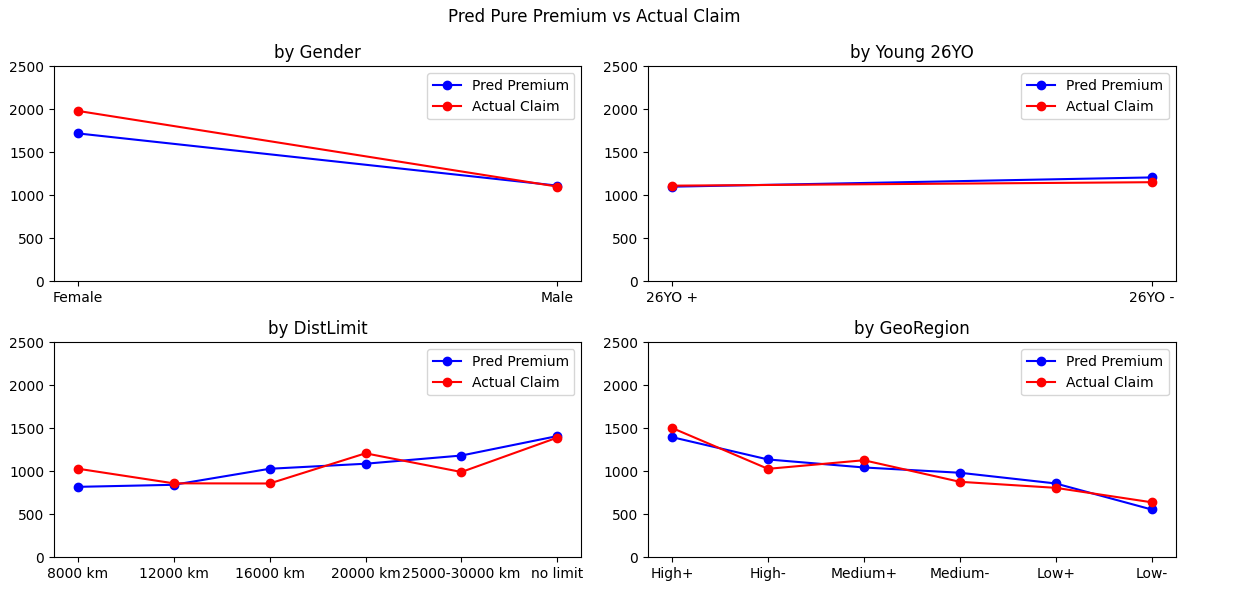 Pred Pure Premium vs Actual Claim
by Gender
2500
2000
1500
1000
500
0
Female
Male
Pred Premium
Actual Claim
by Young 26YO
2500
2000
1500
1000
500
0
26YO +
26YO -
Pred Premium
Actual Claim
by DistLimit
2500
2000
1500
1000
500
0
8000 km
12000 km
16000 km
20000 km
25000-30000 km
no limit
Pred Premium
Actual Claim
by GeoRegion
2500
2000
1500
1000
500
0
High+
High-
Medium+
Medium-
Low+
Low-
Pred Premium
Actual Claim